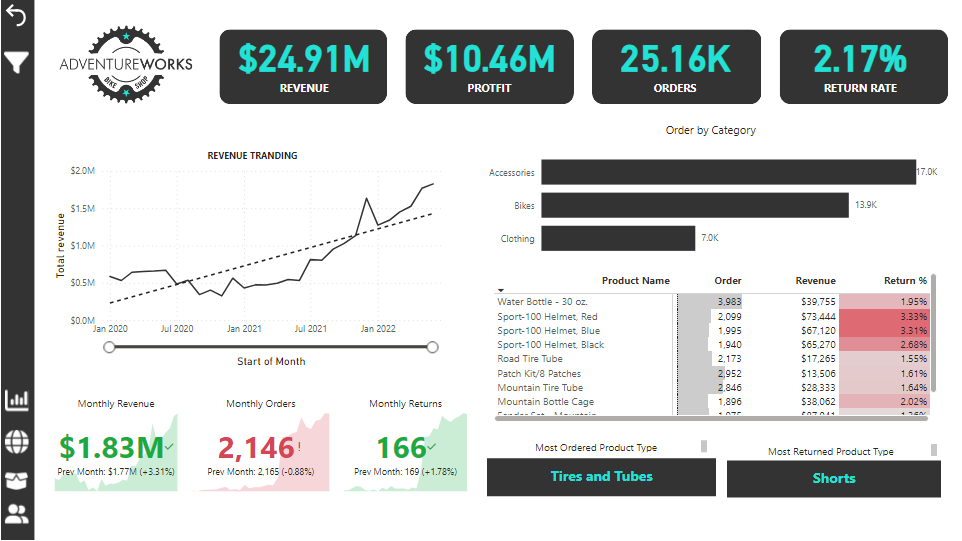 ADVENTUREWORKS
BIKE SHOP
$24.91M
REVENUE
$10.46M
PROTFIT
25.16K
ORDERS
2.17%
RETURN RATE
REVENUE TRANDING
Total revenue
$2.0M
$1.5M
$1.0M
$0.5M
$0.0M
Jan 2020 Jul 2020 Jan 2021 Jul 2021 Jan 2022
Start of Month
Order by Category
Accessories 17.0K
Bikes 13.9K
Clothing 7.0K
Product Name Order Revenue Return %
Water Bottle - 30 oz. 3,983 $39,755 1.95%
Sport-100 Helmet, Red 2,099 $73,444 3.33%
Sport-100 Helmet, Blue 1,995 $67,120 3.31%
Sport-100 Helmet, Black 1,940 $65,270 2.68%
Road Tire Tube 2,173 $17,265 1.55%
Patch Kit/8 Patches 2,952 $13,506 1.61%
Mountain Tire Tube 2,846 $28,333 1.64%
Mountain Bottle Cage 1,896 $38,062 2.02%
Monthly Revenue
$1.83M
Prev Month: $1.77M (+3.31%)
Monthly Orders
2,146!
Prev Month: 2,165 (-0.88%)
Monthly Returns
166
Prev Month: 169 (+1.78%)
Most Ordered Product Type
Tires and Tubes
Most Returned Product Type
Shorts